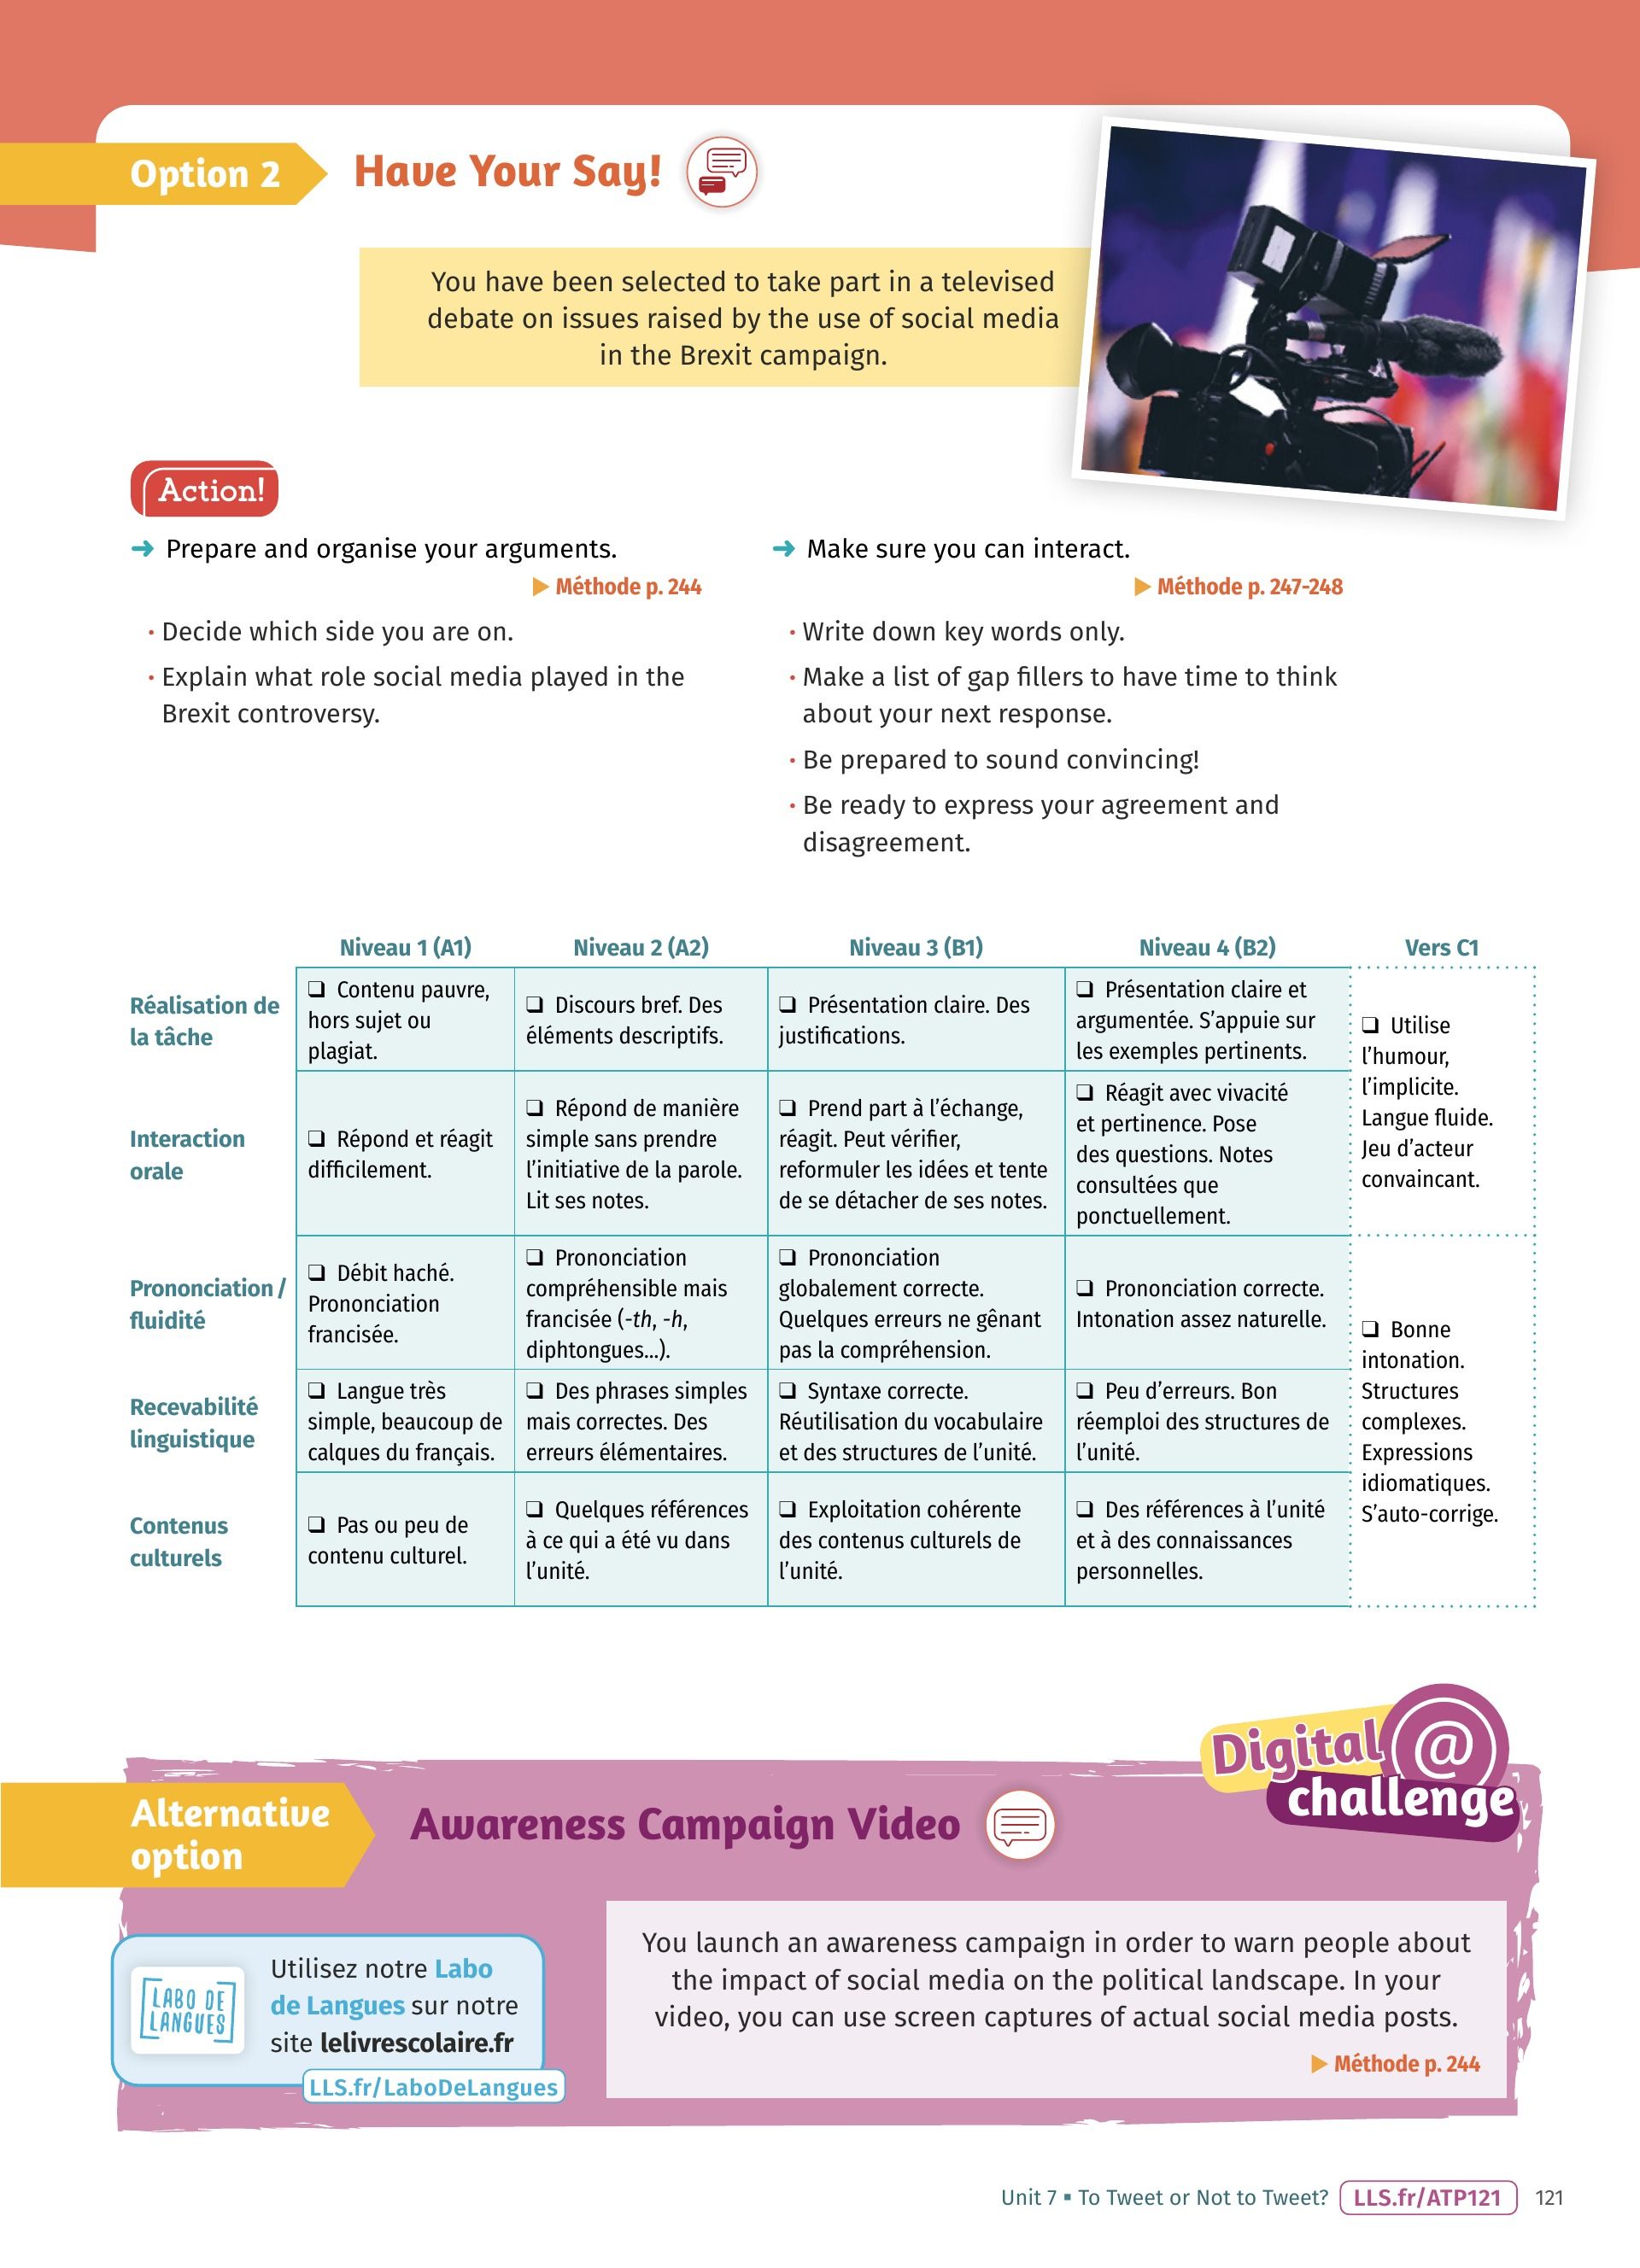 Option 2
Have Your Say!
You have been selected to take part in a televised
debate on issues raised by the use of social media
in the Brexit campaign.
Action!
➜ Prepare and organise your arguments.
▶ Méthode p. 244
• Decide which side you are on.
• Explain what role social media played in the
Brexit controversy.
➜ Make sure you can interact.
▶ Méthode p. 247-248
• Write down key words only.
• Make a list of gap fillers to have time to think
about your next response.
• Be prepared to sound convincing!
• Be ready to express your agreement and
disagreement.
Niveau 1 (A1)
Niveau 2 (A2)
Niveau 3 (B1)
Niveau 4 (B2)
Vers C1
Réalisation de
la tâche
❑ Contenu pauvre,
hors sujet ou
plagiat.
❑ Discours bref. Des
éléments descriptifs.
❑ Présentation claire. Des
justifications.
❑ Présentation claire et
argumentée. S’appuie sur
les exemples pertinents.
❑ Utilise
l’humour,
l’implicite.
Langue fluide.
Jeu d’acteur
convaincant.
Interaction
orale
❑ Répond et réagit
difficilement.
❑ Répond de manière
simple sans prendre
l’initiative de la parole.
Lit ses notes.
❑ Prend part à l’échange,
réagit. Peut vérifier,
reformuler les idées et tente
de se détacher de ses notes.
❑ Réagit avec vivacité
et pertinence. Pose
des questions. Notes
consultées que
ponctuellement.
Prononciation /
fluidité
❑ Débit haché.
Prononciation
francisée.
❑ Prononciation
compréhensible mais
francisée (-th, -h,
diphtongues...).
❑ Prononciation
globalement correcte.
Quelques erreurs ne gênant
pas la compréhension.
❑ Prononciation correcte.
Intonation assez naturelle.
❑ Bonne
intonation.
Structures
complexes.
Expressions
idiomatiques.
S’auto-corrige.
Recevabilité
linguistique
❑ Langue très
simple, beaucoup de
calques du français.
❑ Des phrases simples
mais correctes. Des
erreurs élémentaires.
❑ Syntaxe correcte.
Réutilisation du vocabulaire
et des structures de l’unité.
❑ Peu d’erreurs. Bon
réemploi des structures de
l’unité.
Contenus
culturels
❑ Pas ou peu de
contenu culturel.
❑ Quelques références
à ce qui a été vu dans
l’unité.
❑ Exploitation cohérente
des contenus culturels de
l’unité.
❑ Des références à l’unité
et à des connaissances
personnelles.
Digital @
challenge
Alternative
option
Awareness Campaign Video
LABO DE
LANGUES
Utilisez notre Labo
de Langues sur notre
site lelivrescolaire.fr
LLS.fr/LaboDeLangues
You launch an awareness campaign in order to warn people about
the impact of social media on the political landscape. In your
video, you can use screen captures of actual social media posts.
▶ Méthode p. 244
Unit 7 ▪ To Tweet or Not to Tweet? LLS.fr/ATP121 121